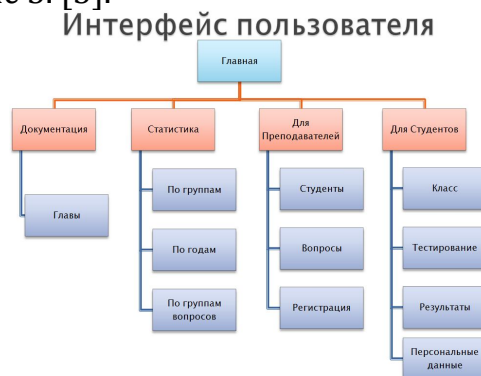 Интерфейс пользователя
Главная
Документация
Статистика
Для
Преподавателей
Для Студентов
Главы
По группам
По годам
По группам
вопросов
Студенты
Вопросы
Регистрация
Класс
Тестирование
Результаты
Персональные
данные